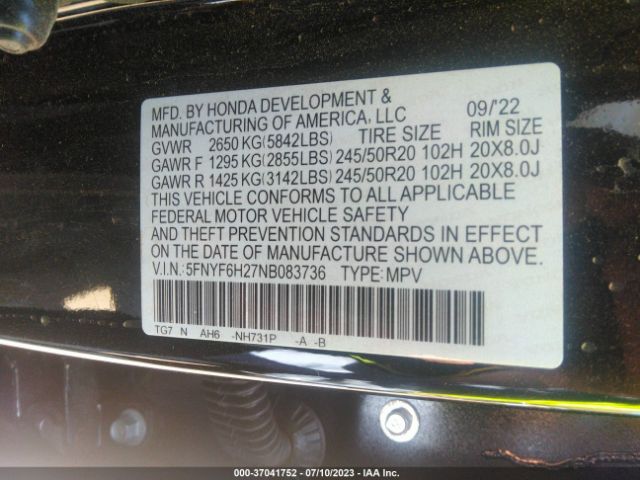 MFD. BY HONDA DEVELOPMENT & 09/'22
MANUFACTURING OF AMERICA, LLC
GVWR 2650 KG(5842LBS) TIRE SIZE RIM SIZE
GAWR F 1295 KG(2855LBS) 245/50R20 102H 20X8.0J
GAWR R 1425 KG(3142LBS) 245/50R20 102H 20X8.0J
THIS VEHICLE CONFORMS TO ALL APPLICABLE
FEDERAL MOTOR VEHICLE SAFETY
AND THEFT PREVENTION STANDARDS IN EFFECT
ON THE DATE OF MANUFACTURE SHOWN ABOVE.
V.I.N.: 5FNYF6H27NB083736 TYPE:MPV
TG7 N AH6 -NH731P -A -B
000-37041752 - 07/10/2023 - IAA Inc.